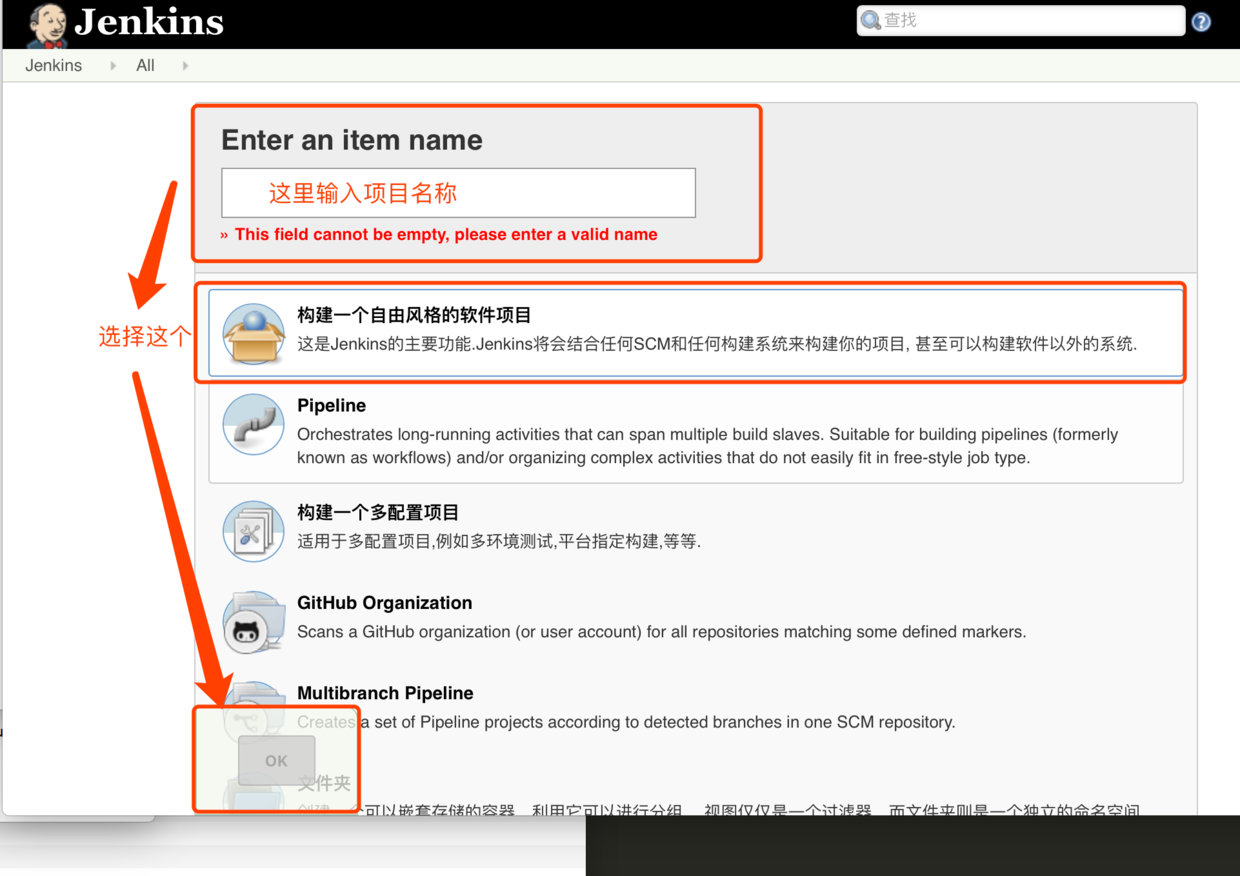 Jenkins
查找
Jenkins
All
Enter an item name
这里输入项目名称
» This field cannot be empty, please enter a valid name
选择这个
构建一个自由风格的软件项目
这是Jenkins的主要功能.Jenkins将会结合任何SCM和任何构建系统来构建你的项目, 甚至可以构建软件以外的系统.
Pipeline
Orchestrates long-running activities that can span multiple build slaves. Suitable for building pipelines (formerly
known as workflows) and/or organizing complex activities that do not easily fit in free-style job type.
构建一个多配置项目
适用于多配置项目,例如多环境测试,平台指定构建,等等.
GitHub Organization
Scans a GitHub organization (or user account) for all repositories matching some defined markers.
Multibranch Pipeline
Creates a set of Pipeline projects according to detected branches in one SCM repository.
OK
文件夹
创建一个可以嵌套存储的容器。利用它可以进行分组。 视图仅仅是一个过滤器，而文件夹则是一个独立的命名空间